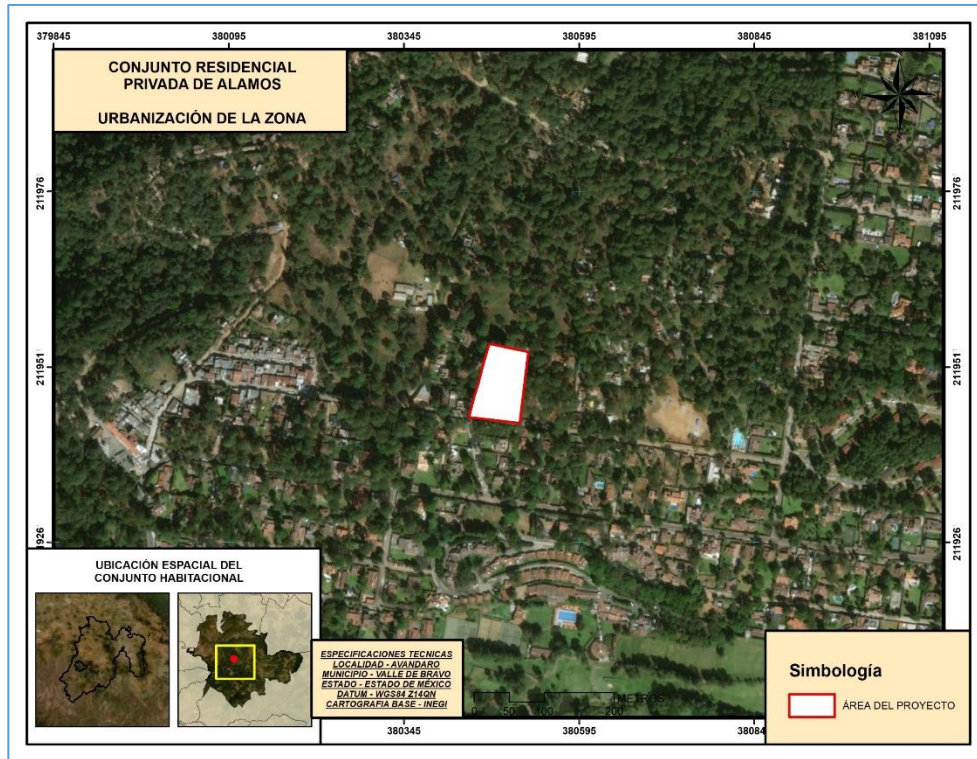 379845 380095 380345 380595 380845 381095
CONJUNTO RESIDENCIAL
PRIVADA DE ALAMOS
URBANIZACIÓN DE LA ZONA
211976 211976
211951 211951
211926 211926
UBICACIÓN ESPACIAL DEL
CONJUNTO HABITACIONAL
ESPECIFICACIONES TECNICAS
LOCALIDAD - AVANDARO
MUNICIPIO - VALLE DE BRAVO
ESTADO - ESTADO DE MÉXICO
DATUM - WGS84 Z14QN
CARTOGRAFIA BASE - INEGI
METROS
0 50 100 200
Simbología
ÁREA DEL PROYECTO
380345 380595